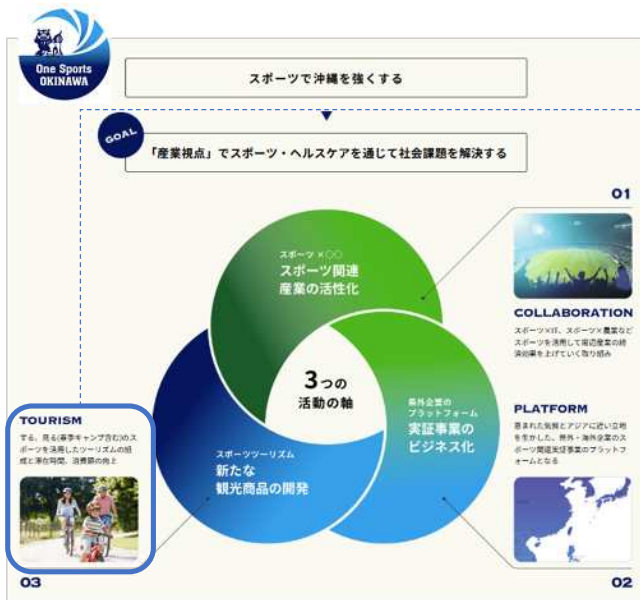 One Sports
OKINAWA
スポーツで沖縄を強くする
GOAL
「産業視点」でスポーツ・ヘルスケアを通じて社会課題を解決する
01
スポーツ×〇〇
スポーツ関連
産業の活性化
COLLABORATION
スポーツ×IT、スポーツ×農業など
スポーツを活用して周辺産業の経
済効果を上げていく取り組み
3つの
活動の軸
県外企業の
プラットフォーム
実証事業の
ビジネス化
PLATFORM
恵まれた気候とアジアに近い立地
を生かした、県外・海外企業のス
ポーツ関連実証事業のプラットフ
ォームとなる
02
TOURISM
する、見る(春季キャンプ含む)のス
ポーツを活用したツーリズムの組
成と滞在時間、消費額の向上
スポーツツーリズム
新たな
観光商品の開発
03